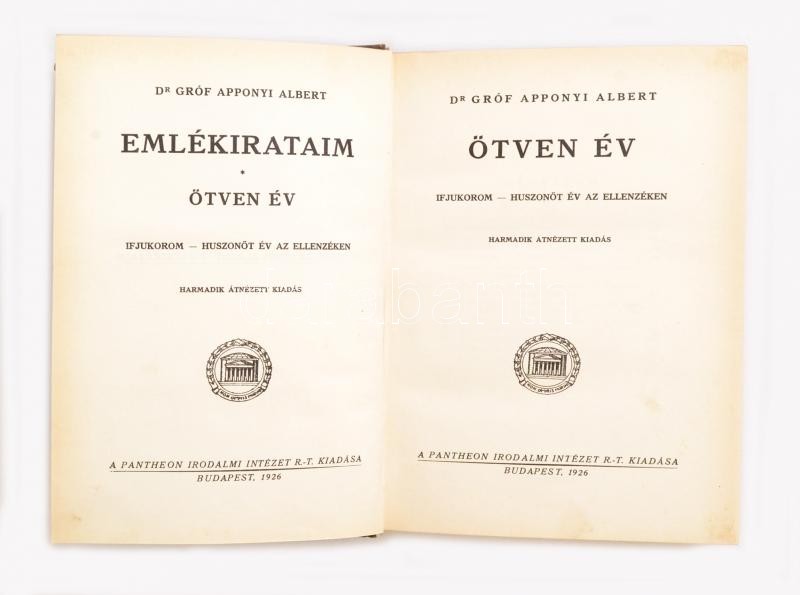 DR GRÓF APPONYI ALBERT
EMLÉKIRATAIM
*
ÖTVEN ÉV
IFJUKOROM — HUSZONÖT ÉV AZ ELLENZÉKEN
HARMADIK ÁTNÉZETT KIADÁS
A PANTHEON IRODALMI INTÉZET R.-T. KIADÁSA
BUDAPEST, 1926
DR GRÓF APPONYI ALBERT
ÖTVEN ÉV
IFJUKOROM — HUSZONÖT ÉV AZ ELLENZÉKEN
HARMADIK ÁTNÉZETT KIADÁS
A PANTHEON IRODALMI INTÉZET R.-T. KIADÁSA
BUDAPEST, 1926